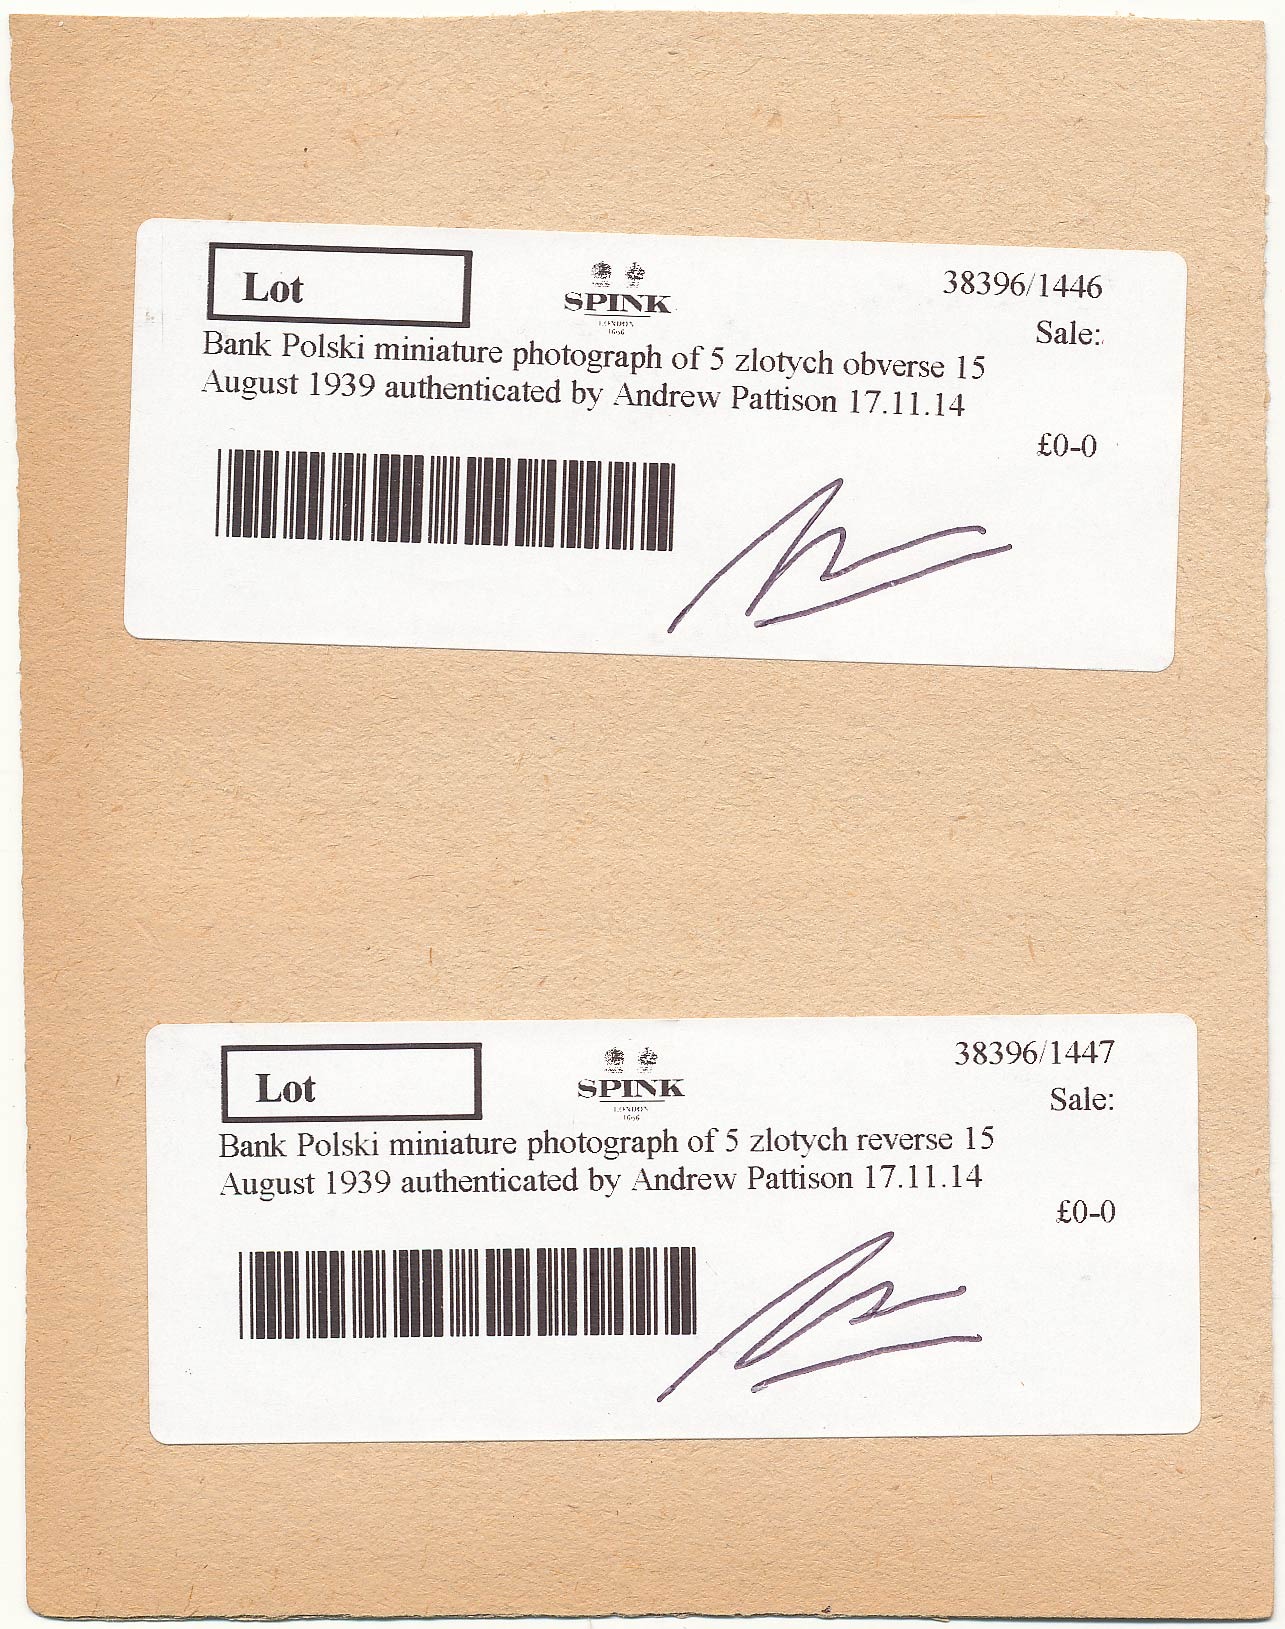 Lot
SPINK
LONDON
1666
38396/1446
Sale:
Bank Polski miniature photograph of 5 zlotych obverse 15
August 1939 authenticated by Andrew Pattison 17.11.14
£0-0
Lot
SPINK
LONDON
1666
38396/1447
Sale:
Bank Polski miniature photograph of 5 zlotych reverse 15
August 1939 authenticated by Andrew Pattison 17.11.14
£0-0